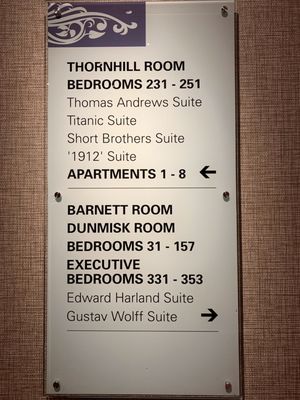 THORNHILL ROOM
BEDROOMS 231 - 251
Thomas Andrews Suite
Titanic Suite
Short Brothers Suite
'1912' Suite
APARTMENTS 1 - 8 ←
BARNETT ROOM
DUNMISK ROOM
BEDROOMS 31 - 157
EXECUTIVE
BEDROOMS 331 - 353
Edward Harland Suite
Gustav Wolff Suite →